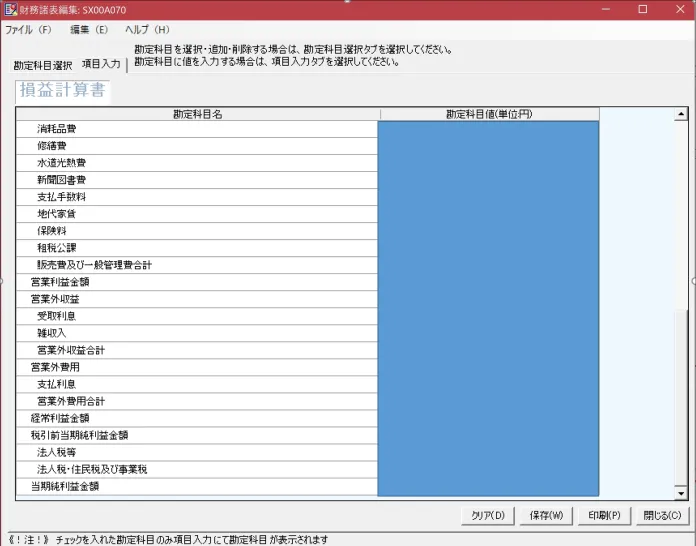 財務諸表編集: SX00A070
ファイル（F） 編集（E） ヘルプ（H）
勘定科目を選択・追加・削除する場合は、勘定科目選択タブを選択してください。
勘定科目に値を入力する場合は、項目入力タブを選択してください。
勘定科目選択 項目入力
損益計算書
勘定科目名 勘定科目値(単位:円)
消耗品費
修繕費
水道光熱費
新聞図書費
支払手数料
地代家賃
保険料
租税公課
販売費及び一般管理費合計
営業利益金額
営業外収益
受取利息
雑収入
営業外収益合計
営業外費用
支払利息
営業外費用合計
経常利益金額
税引前当期純利益金額
法人税等
法人税・住民税及び事業税
当期純利益金額
クリア(D) 保存(W) 印刷(P) 閉じる(C)
《！注！》 チェックを入れた勘定科目のみ項目入力にて勘定科目が表示されます